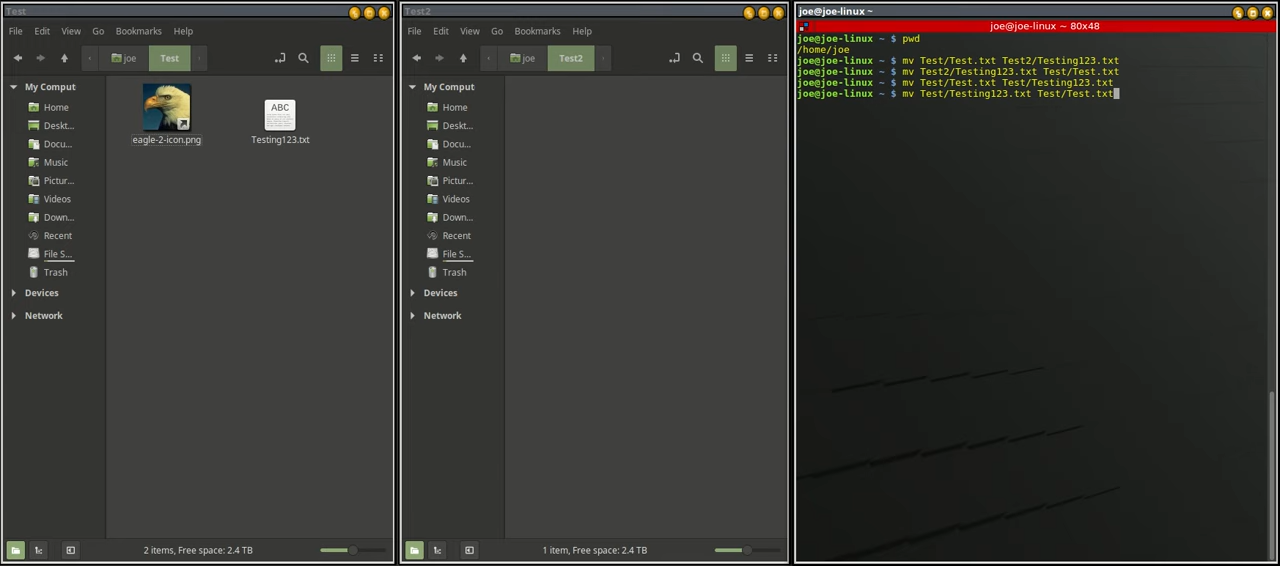 Test
File Edit View Go Bookmarks Help
joe Test
My Comput
Home
Deskt...
Docu...
Music
Pictur...
Videos
Down...
Recent
File S...
Trash
Devices
Network
eagle-2-icon.png
ABC
Testing123.txt
2 items, Free space: 2.4 TB
Test2
File Edit View Go Bookmarks Help
joe Test2
My Comput
Home
Deskt...
Docu...
Music
Pictur...
Videos
Down...
Recent
File S...
Trash
Devices
Network
1 item, Free space: 2.4 TB
joe@joe-linux ~
joe@joe-linux ~ 80x48
joe@joe-linux ~ $ pwd
/home/joe
joe@joe-linux ~ $ mv Test/Test.txt Test2/Testing123.txt
joe@joe-linux ~ $ mv Test2/Testing123.txt Test/Test.txt
joe@joe-linux ~ $ mv Test/Test.txt Test/Testing123.txt
joe@joe-linux ~ $ mv Test/Testing123.txt Test/Test.txt